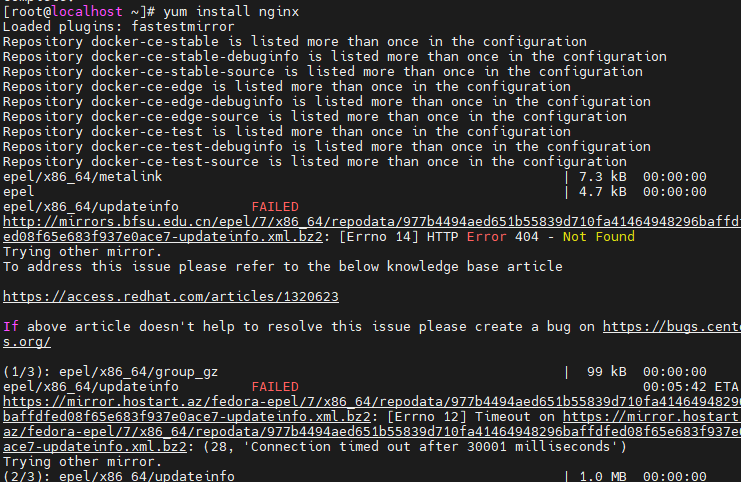 [root@localhost ~]# yum install nginx
Loaded plugins: fastestmirror
Repository docker-ce-stable is listed more than once in the configuration
Repository docker-ce-stable-debuginfo is listed more than once in the configuration
Repository docker-ce-stable-source is listed more than once in the configuration
Repository docker-ce-edge is listed more than once in the configuration
Repository docker-ce-edge-debuginfo is listed more than once in the configuration
Repository docker-ce-edge-source is listed more than once in the configuration
Repository docker-ce-test is listed more than once in the configuration
Repository docker-ce-test-debuginfo is listed more than once in the configuration
Repository docker-ce-test-source is listed more than once in the configuration
epel/x86_64/metalink | 7.3 kB 00:00:00
epel | 4.7 kB 00:00:00
epel/x86_64/updateinfo FAILED
http://mirrors.bfsu.edu.cn/epel/7/x86_64/repodata/977b4494aed651b55839d710fa41464948296baffdf
ed08f65e683f937e0ace7-updateinfo.xml.bz2: [Errno 14] HTTP Error 404 - Not Found
Trying other mirror.
To address this issue please refer to the below knowledge base article
https://access.redhat.com/articles/1320623
If above article doesn't help to resolve this issue please create a bug on https://bugs.cent
s.org/
(1/3): epel/x86_64/group_gz | 99 kB 00:00:00
epel/x86_64/updateinfo FAILED 00:05:42 ETA
https://mirror.hostart.az/fedora-epel/7/x86_64/repodata/977b4494aed651b55839d710fa41464948296
baffdfed08f65e683f937e0ace7-updateinfo.xml.bz2: [Errno 12] Timeout on https://mirror.hostart
az/fedora-epel/7/x86_64/repodata/977b4494aed651b55839d710fa41464948296baffdfed08f65e683f937e
ace7-updateinfo.xml.bz2: (28, 'Connection timed out after 30001 milliseconds')
Trying other mirror.
(2/3): epel/x86_64/updateinfo | 1.0 MB 00:00:00